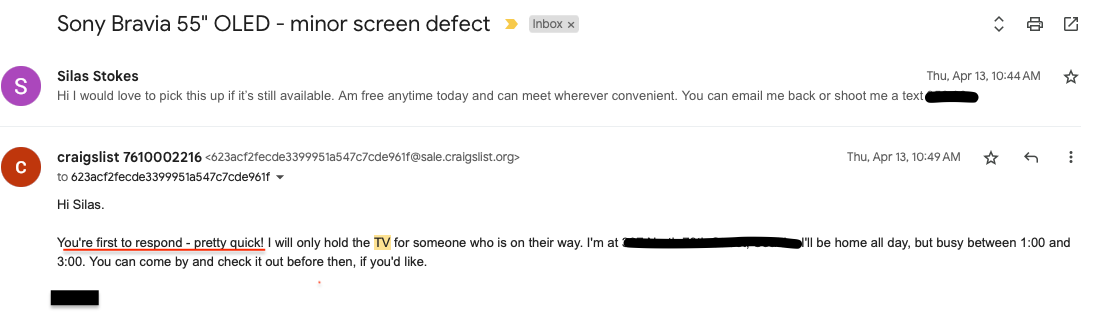 Sony Bravia 55" OLED - minor screen defect
Inbox ×
S
Silas Stokes
Thu, Apr 13, 10:44 AM
Hi I would love to pick this up if it's still available. Am free anytime today and can meet wherever convenient. You can email me back or shoot me a text
c
craigslist 7610002216 <623acf2fecde3399951a547c7cde961f@sale.craigslist.org>
Thu, Apr 13, 10:49 AM
to 623acf2fecde3399951a547c7cde961f
Hi Silas.
You're first to respond - pretty quick! I will only hold the TV for someone who is on their way. I'm at I'll be home all day, but busy between 1:00 and
3:00. You can come by and check it out before then, if you'd like.